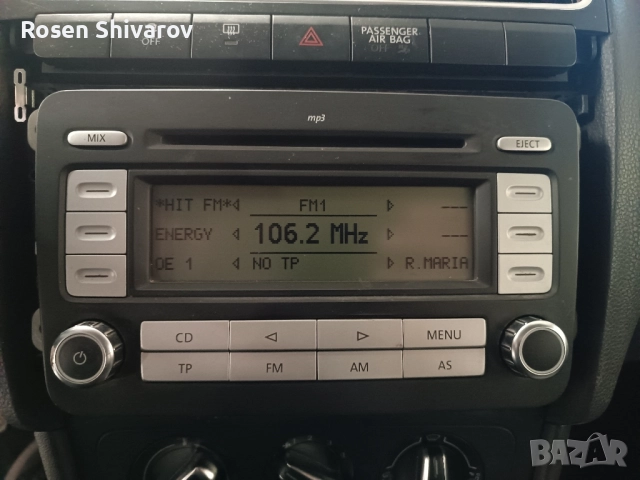 Rosen Shivarov
OFF
PASSENGER
AIR BAG
OFF
mp3
MIX
EJECT
*HIT FM* FM1 ---
ENERGY 106.2 MHz ---
OE 1 NO TP R.MARIA
CD MENU
TP FM AM AS
BAZAR